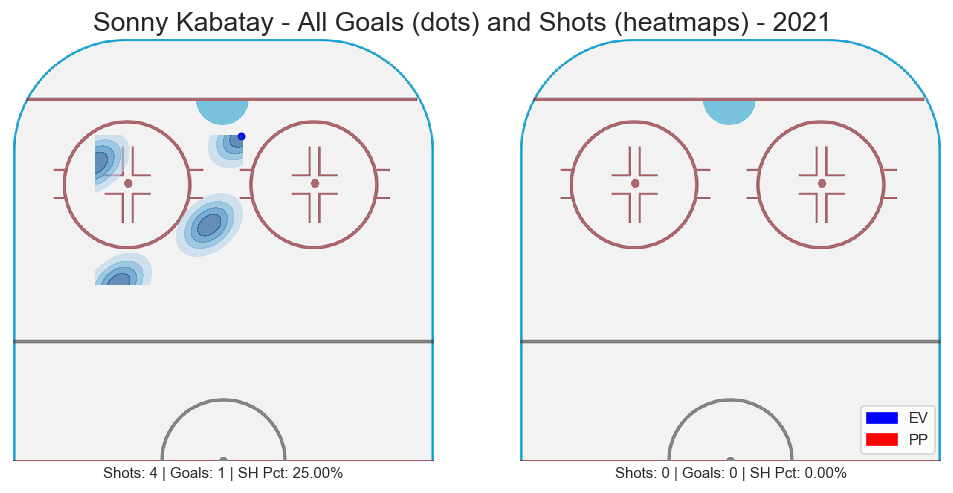 Sonny Kabatay - All Goals (dots) and Shots (heatmaps) - 2021
EV
PP
Shots: 4 | Goals: 1 | SH Pct: 25.00%
Shots: 0 | Goals: 0 | SH Pct: 0.00%